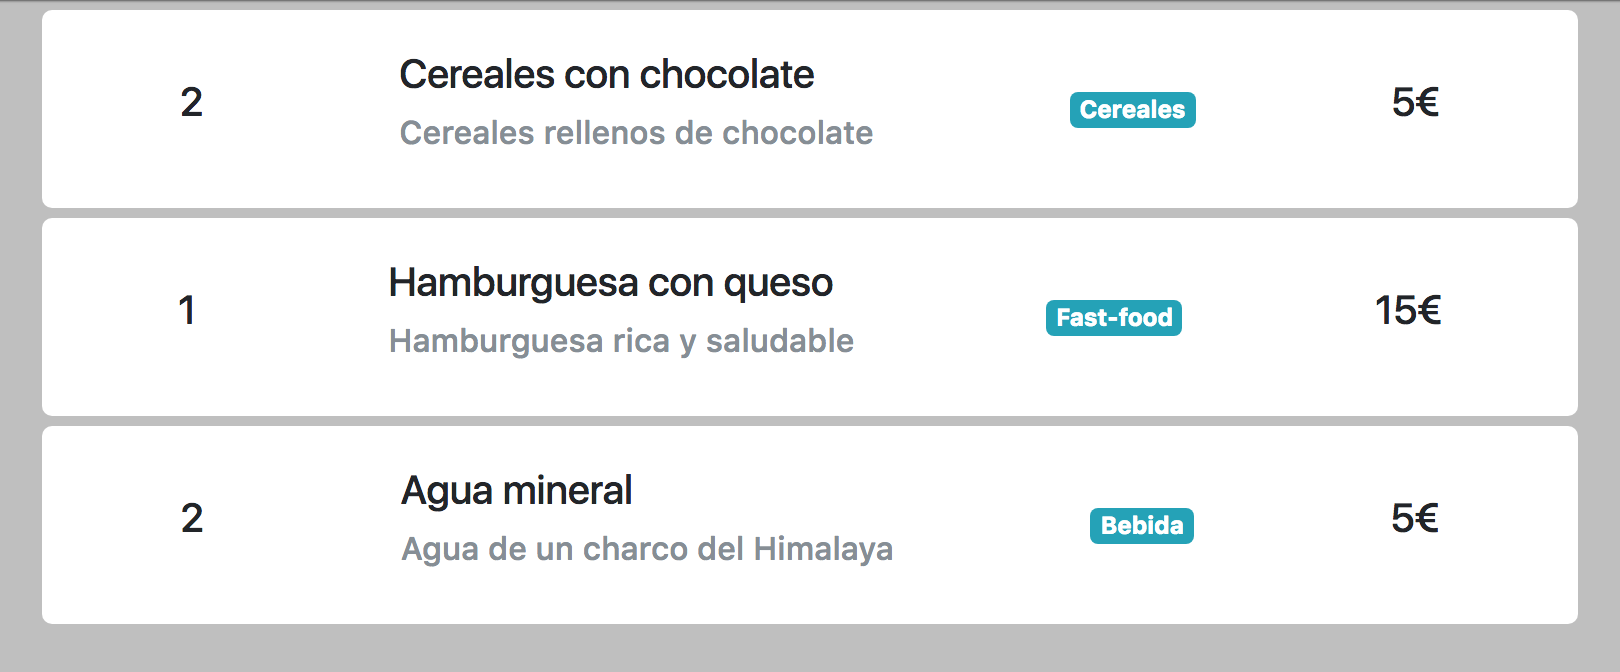 2
Cereales con chocolate
Cereales rellenos de chocolate
Cereales
5€
1
Hamburguesa con queso
Hamburguesa rica y saludable
Fast-food
15€
2
Agua mineral
Agua de un charco del Himalaya
Bebida
5€